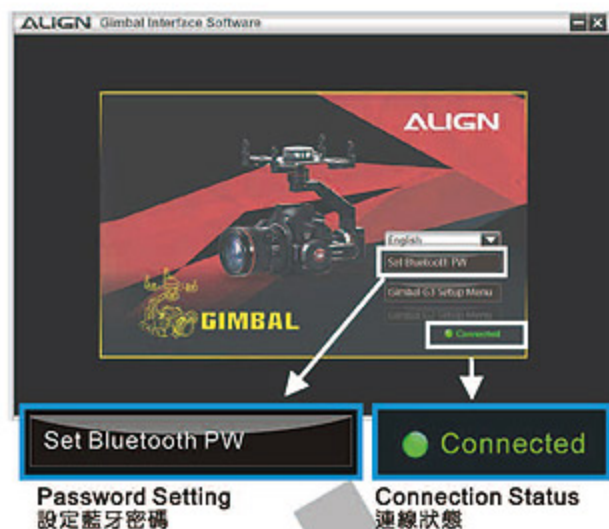 ALIGN Gimbal Interface Software
ALIGN
English
Set Bluetooth PW
Gimbal G3 Setup Menu
GIMBAL
Connected
Set Bluetooth PW
Connected
Password Setting
設定藍牙密碼
Connection Status
連線狀態